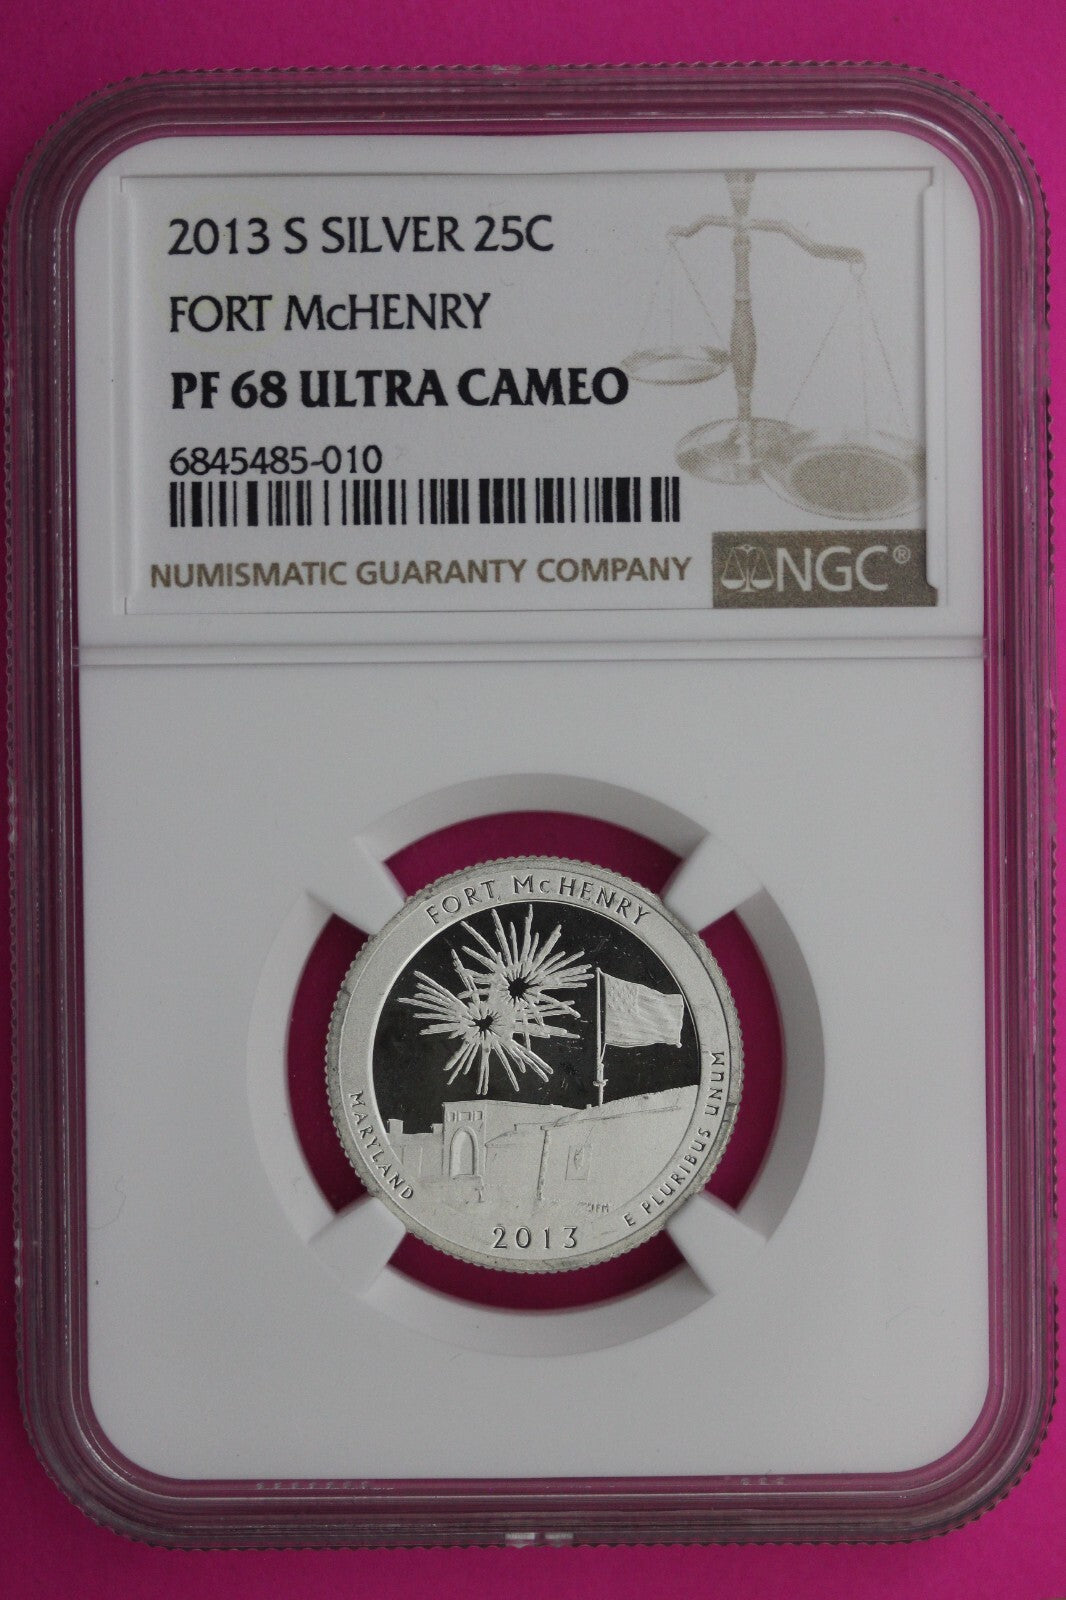 2013 S SILVER 25C
FORT McHENRY
PF 68 ULTRA CAMEO
6845485-010
NUMISMATIC GUARANTY COMPANY
NGC®
FORT McHENRY
MARYLAND
E PLURIBUS UNUM
2013